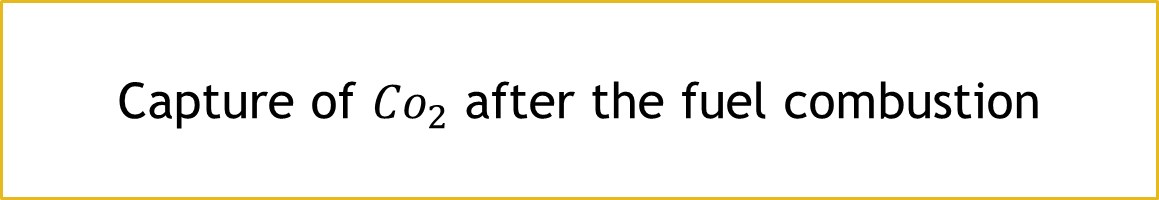 Capture of Co₂ after the fuel combustion